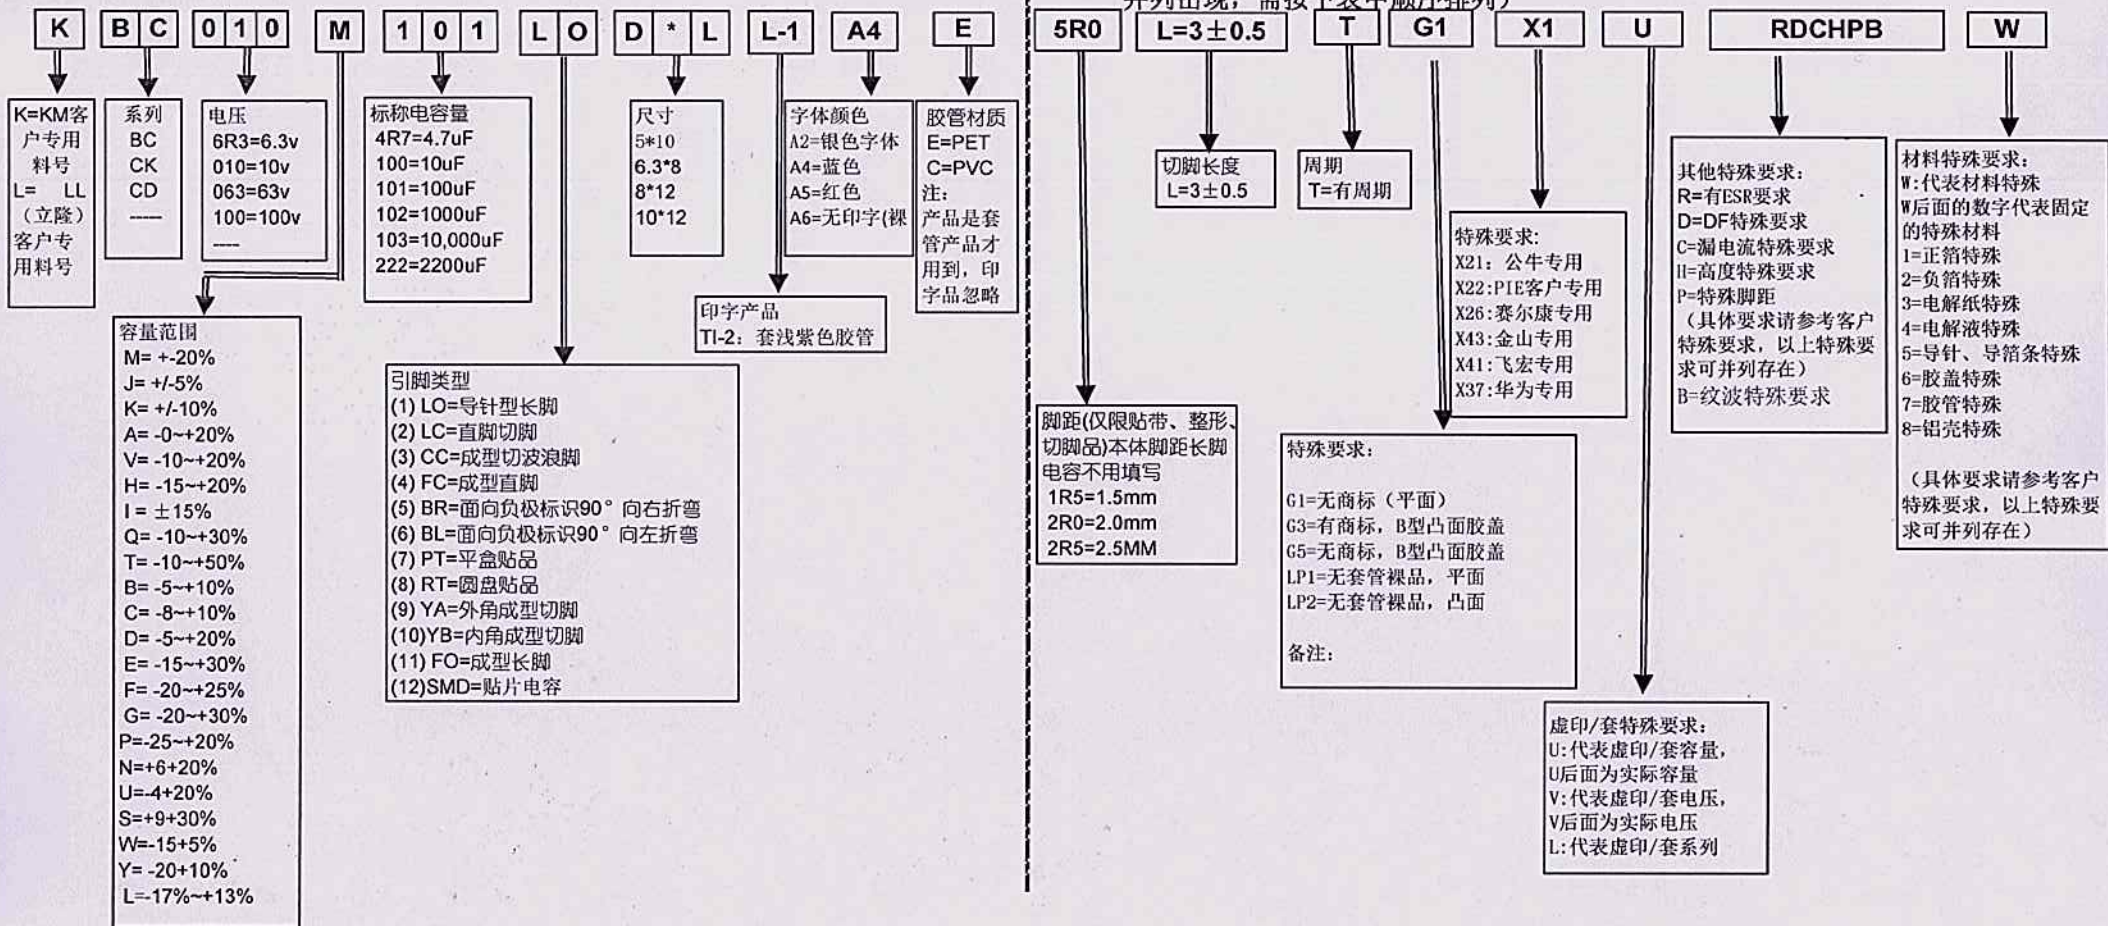 并列出现，需按下表中顺序排列）
K BC 010 M 101 LO D*L L-1 A4 E 5R0 L=3±0.5 T G1 X1 U RDCHPB W
K=KM客
户专用
料号
L= LL
（立隆）
客户专
用料号
系列
BC
CK
CD
-----
电压
6R3=6.3v
010=10v
063=63v
100=100v
----
容量范围
M= +-20%
J= +/-5%
K= +/-10%
A= -0~+20%
V= -10~+20%
H= -15~+20%
I = ±15%
Q= -10~+30%
T= -10~+50%
B= -5~+10%
C= -8~+10%
D= -5~+20%
E= -15~+30%
F= -20~+25%
G= -20~+30%
P=-25~+20%
N=+6+20%
U=-4+20%
S=+9+30%
W=-15+5%
Y= -20+10%
L=-17%~+13%
标称电容量
4R7=4.7uF
100=10uF
101=100uF
102=1000uF
103=10,000uF
222=2200uF
引脚类型
(1) LO=导针型长脚
(2) LC=直脚切脚
(3) CC=成型切波浪脚
(4) FC=成型直脚
(5) BR=面向负极标识90° 向右折弯
(6) BL=面向负极标识90° 向左折弯
(7) PT=平盒贴品
(8) RT=圆盘贴品
(9) YA=外角成型切脚
(10)YB=内角成型切脚
(11) FO=成型长脚
(12)SMD=贴片电容
尺寸
5*10
6.3*8
8*12
10*12
印字产品
TI-2：套浅紫色胶管
字体颜色
A2=银色字体
A4=蓝色
A5=红色
A6=无印字(裸
胶管材质
E=PET
C=PVC
注：
产品是套
管产品才
用到，印
字品忽略
脚距(仅限贴带、整形、
切脚品)本体脚距长脚
电容不用填写
1R5=1.5mm
2R0=2.0mm
2R5=2.5MM
切脚长度
L=3±0.5
周期
T=有周期
特殊要求：
G1=无商标（平面）
G3=有商标，B型凸面胶盖
G5=无商标，B型凸面胶盖
LP1=无套管裸品，平面
LP2=无套管裸品，凸面
备注：
特殊要求:
X21：公牛专用
X22:PIE客户专用
X26:赛尔康专用
X43:金山专用
X41:飞宏专用
X37:华为专用
虚印/套特殊要求：
U:代表虚印/套容量，
U后面为实际容量
V:代表虚印/套电压，
V后面为实际电压
L:代表虚印/套系列
其他特殊要求：
R=有ESR要求
D=DF特殊要求
C=漏电流特殊要求
H=高度特殊要求
P=特殊脚距
（具体要求请参考客户
特殊要求，以上特殊要
求可并列存在）
B=纹波特殊要求
材料特殊要求：
W:代表材料特殊
W后面的数字代表固定
的特殊材料
1=正箔特殊
2=负箔特殊
3=电解纸特殊
4=电解液特殊
5=导针、导箔条特殊
6=胶盖特殊
7=胶管特殊
8=铝壳特殊
（具体要求请参考客户
特殊要求，以上特殊要
求可并列存在）